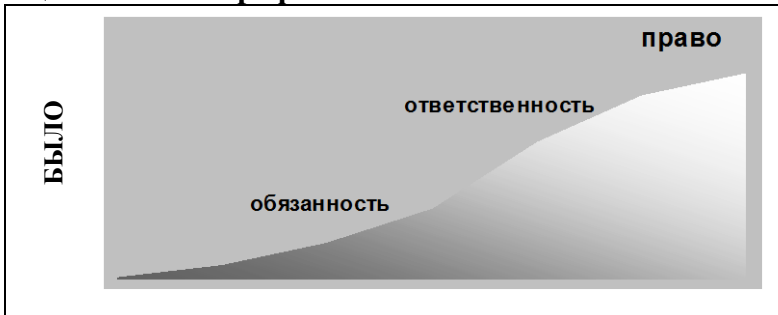 право
ответственность
БЫЛО
обязанность